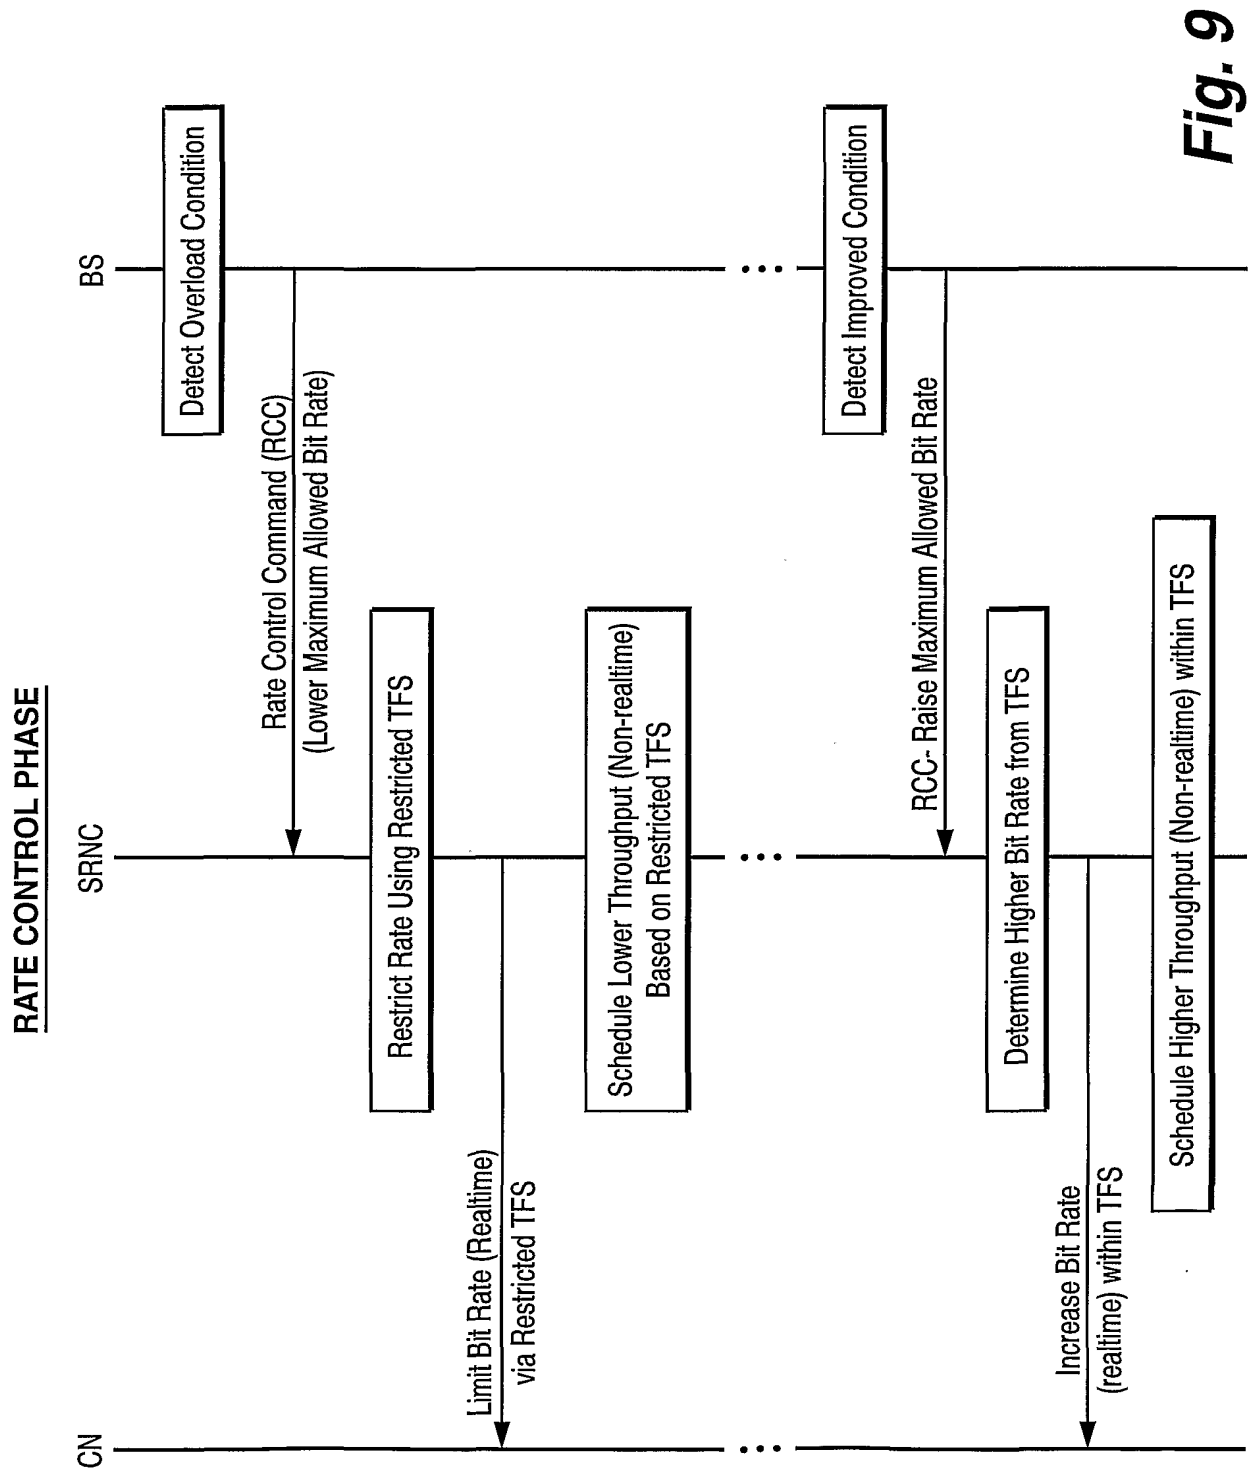 RATE CONTROL PHASE
CN
SRNC
BS
Detect Overload Condition
Rate Control Command (RCC)
(Lower Maximum Allowed Bit Rate)
Restrict Rate Using Restricted TFS
Limit Bit Rate (Realtime)
via Restricted TFS
Schedule Lower Throughput (Non-realtime)
Based on Restricted TFS
Detect Improved Condition
RCC- Raise Maximum Allowed Bit Rate
Determine Higher Bit Rate from TFS
Increase Bit Rate
(realtime) within TFS
Schedule Higher Throughput (Non-realtime) within TFS
Fig. 9